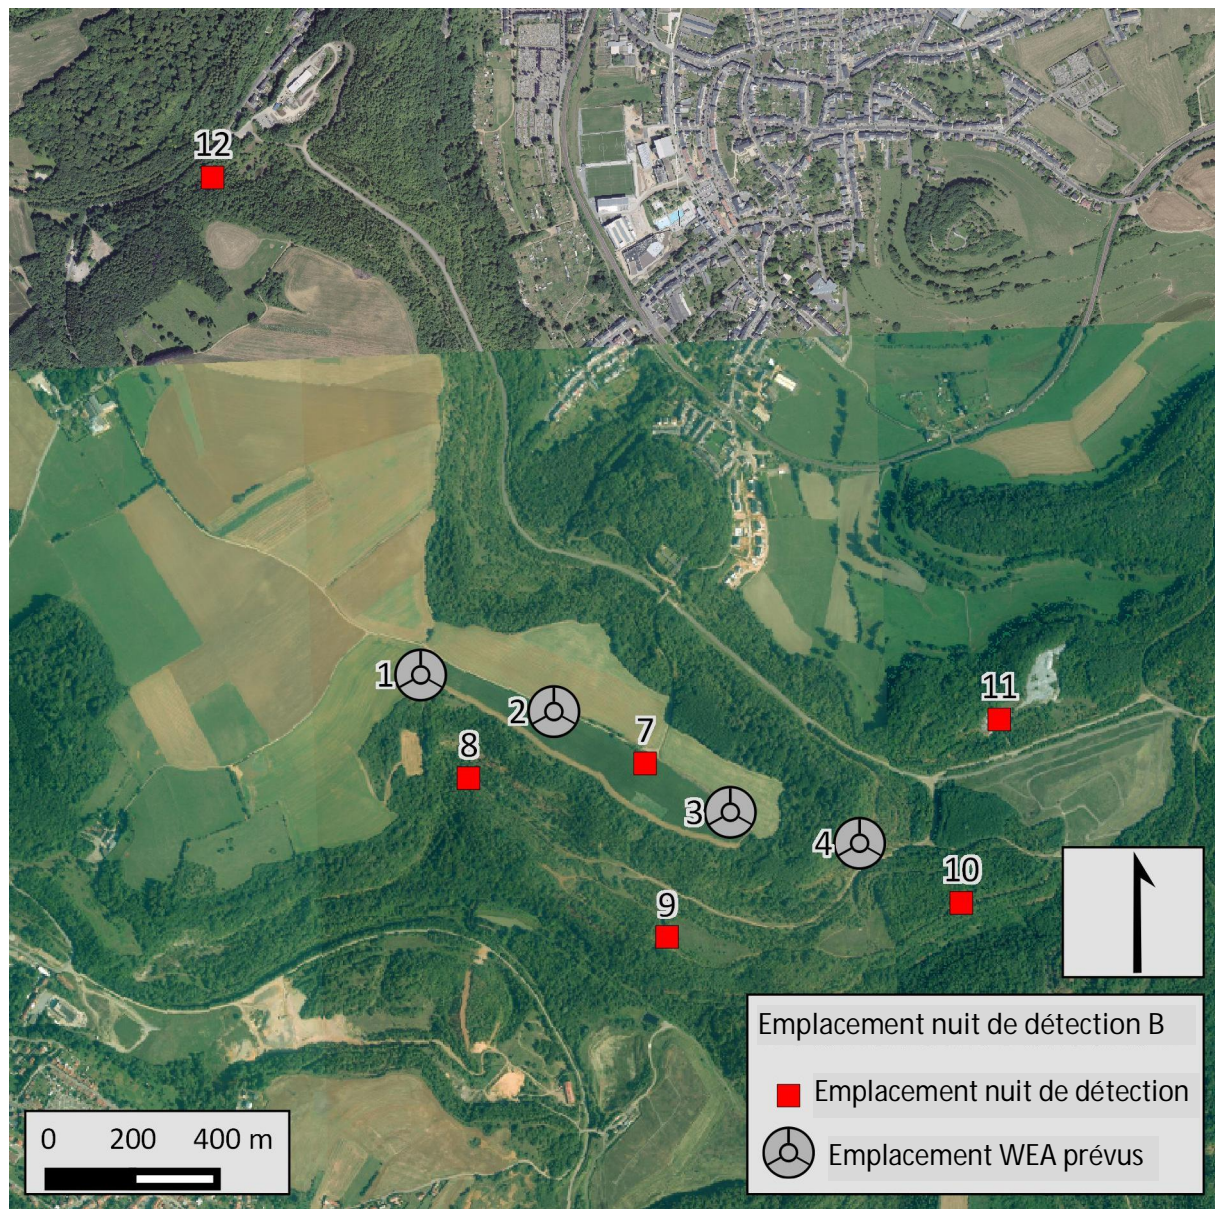 12
1
2
7
8
3
4
11
10
9
Emplacement nuit de détection B
Emplacement nuit de détection
Emplacement WEA prévus
0 200 400 m